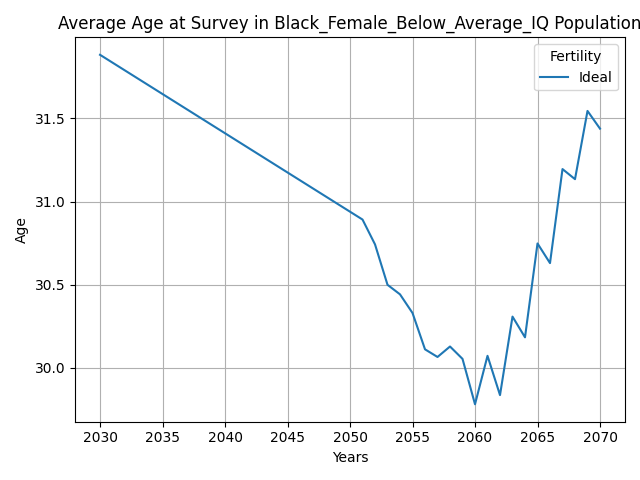 Average Age at Survey in Black_Female_Below_Average_IQ Population
Fertility
Ideal
31.5
31.0
30.5
30.0
Age
2030 2035 2040 2045 2050 2055 2060 2065 2070
Years